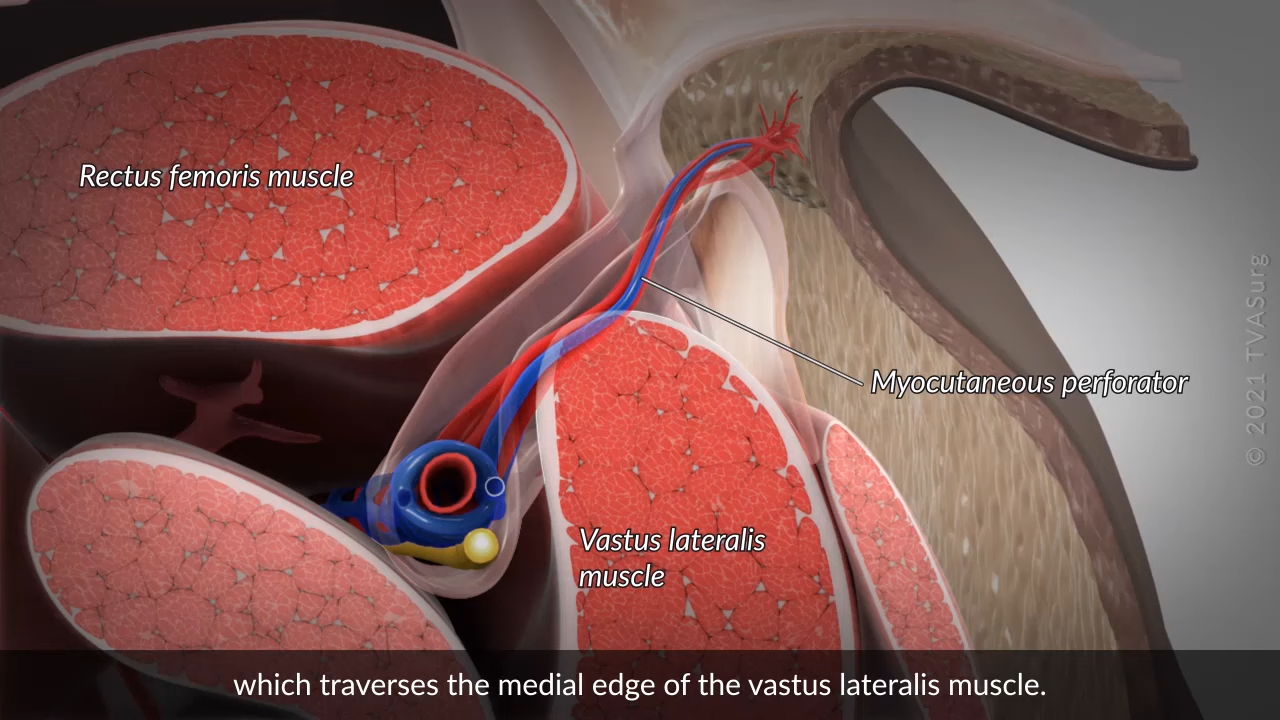 Rectus femoris muscle
Myocutaneous perforator
Vastus lateralis
muscle
which traverses the medial edge of the vastus lateralis muscle.
© 2021 TVASurg